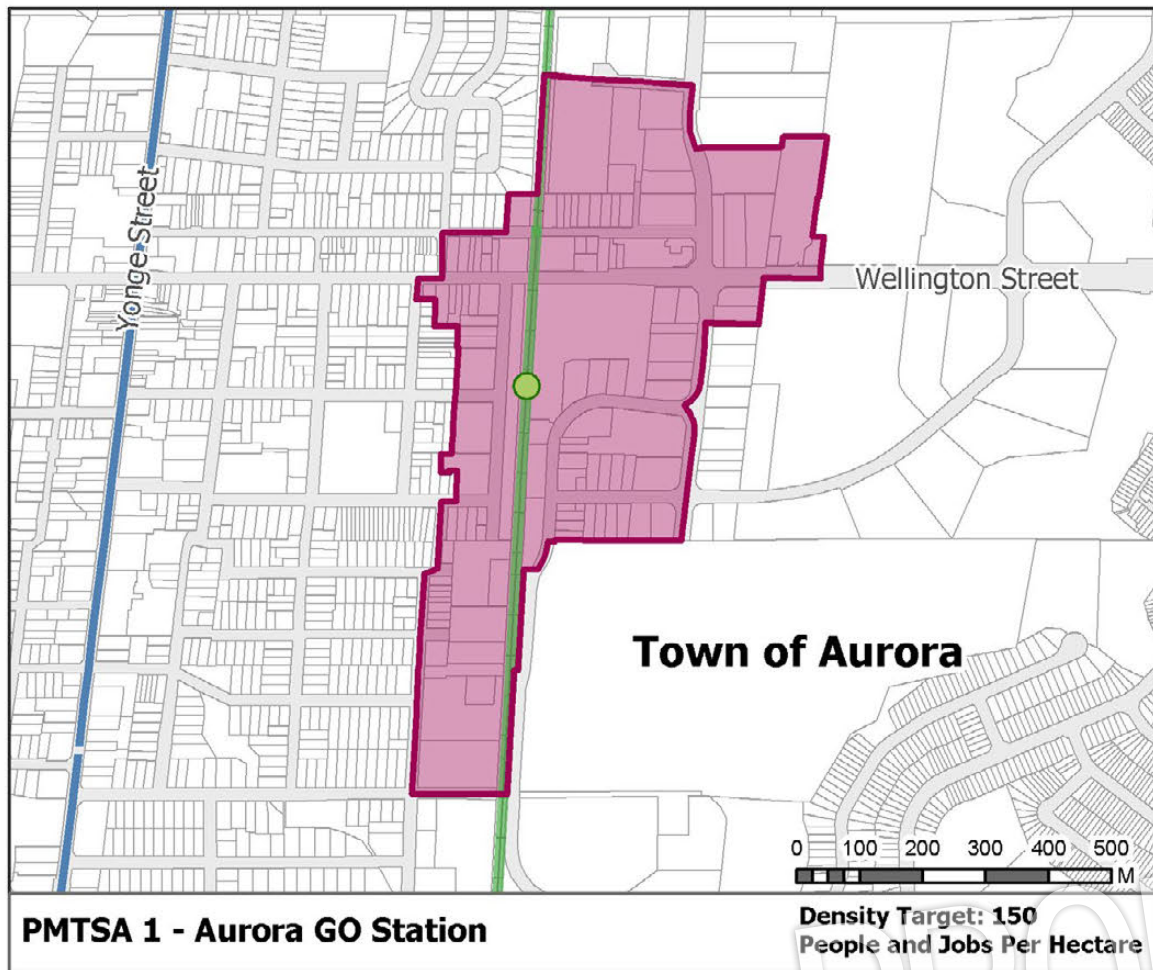 Yonge Street
Wellington Street
Town of Aurora
0 100 200 300 400 500
M
PMTSA 1 - Aurora GO Station
Density Target: 150
People and Jobs Per Hectare